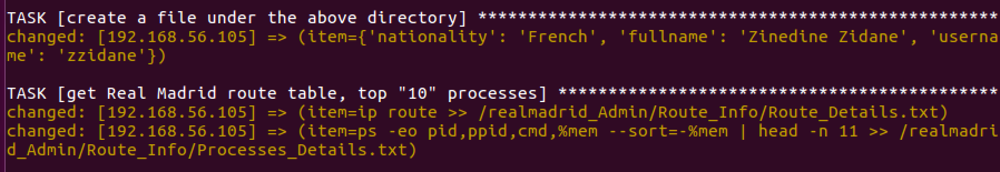 TASK [create a file under the above directory] ****************************************************
changed: [192.168.56.105] => (item={'nationality': 'French', 'fullname': 'Zinedine Zidane', 'userna
me': 'zzidane'})
TASK [get Real Madrid route table, top "10" processes] ********************************************
changed: [192.168.56.105] => (item=ip route >> /realmadrid_Admin/Route_Info/Route_Details.txt)
changed: [192.168.56.105] => (item=ps -eo pid,ppid,cmd,%mem --sort=-%mem | head -n 11 >> /realmadri
d_Admin/Route_Info/Processes_Details.txt)